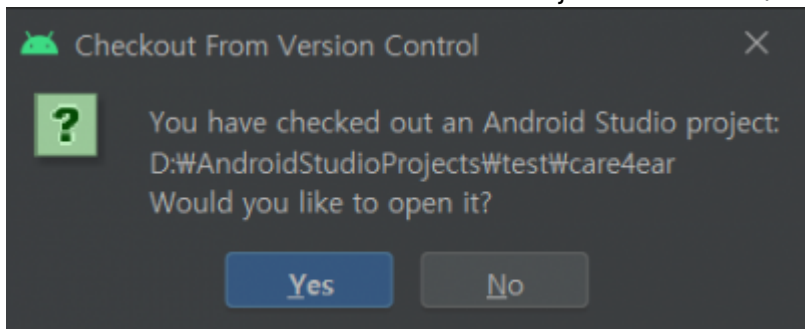 Checkout From Version Control
You have checked out an Android Studio project:
D:₩AndroidStudioProjects₩test₩care4ear
Would you like to open it?
Yes
No